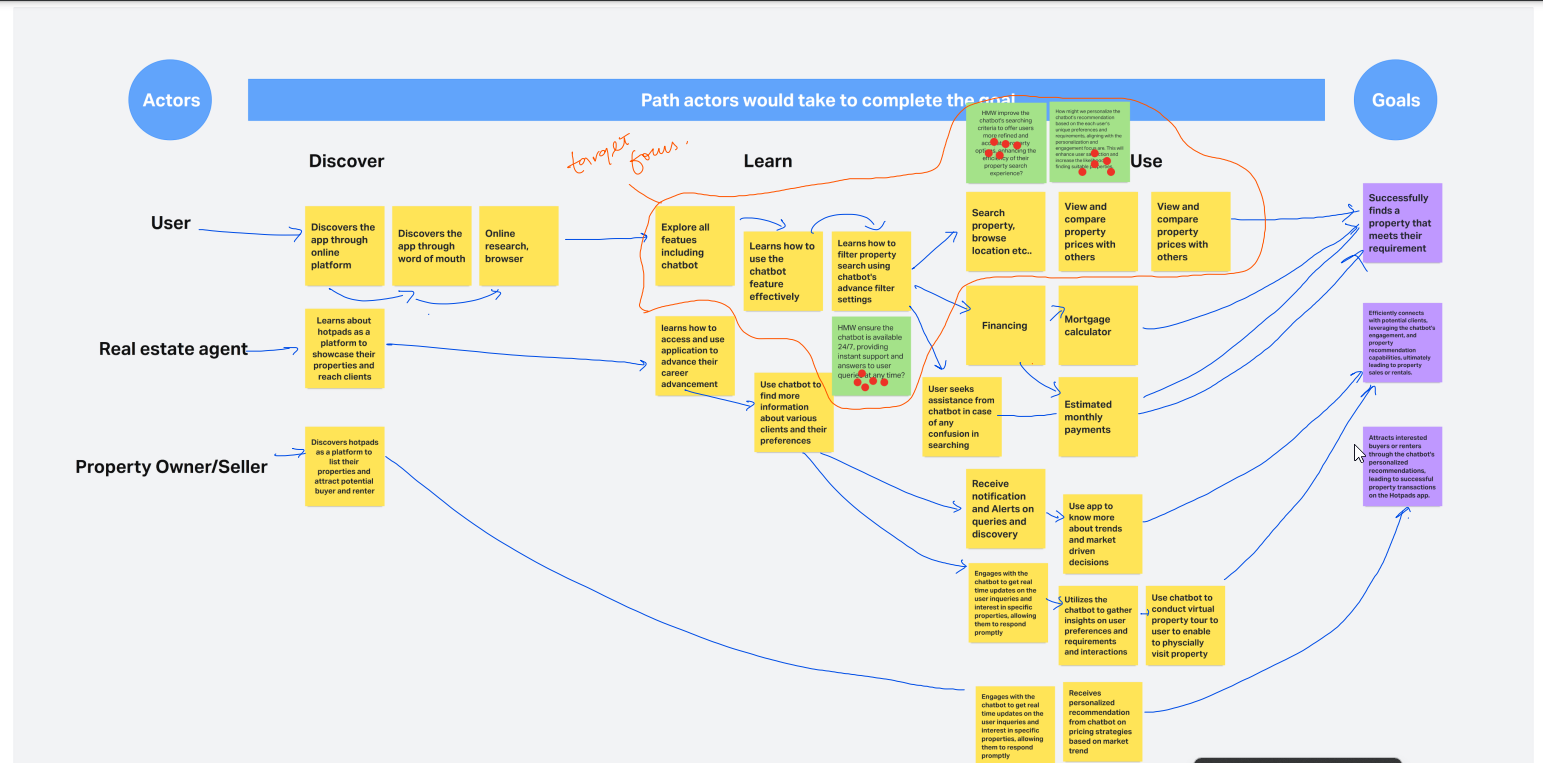 Actors
Path actors would take to complete the goal
Goals
target
focus.
Discover
Learn
Use
HMW improve the
chatbot's searching
criteria to offer users
more refined and
property
enhancing the
efficiency of their
property search
experience?
How might we personalize the
chatbot's recommendation
based on the each user's
unique preferences and
requirements, aligning with the
personalization and
engagement focus are. This will
enhance user and
increase the
finding suitable
User
Discovers the
app through
online
platform
Discovers the
app through
word of mouth
Online
research,
browser
Explore all
featues
including
chatbot
Learns how to
use the
chatbot
feature
effectively
Learns how to
filter property
search using
chatbot's
advance filter
settings
Search
property,
browse
location etc..
View and
compare
property
prices with
others
View and
compare
property
prices with
others
Successfully
finds a
property that
meets their
requirement
Real estate agent
Learns about
hotpads as a
platform to
showcase their
properties and
reach clients
learns how to
access and use
application to
advance their
career
advancement
HMW ensure the
chatbot is available
24/7, providing
instant support and
answers to user
queries at any time?
Use chatbot to
find more
information
about various
clients and their
preferences
Financing
Mortgage
calculator
User seeks
assistance from
chatbot in case
of any
confusion in
searching
Estimated
monthly
payments
Efficiently connects
with potential clients,
leveraging the chatbot's
engagement, and
property
recommendation
capabilities, ultimately
leading to property
sales or rentals.
Property Owner/Seller
Discovers hotpads
as a platform to
list their
properties and
attract potential
buyer and renter
Attracts interested
buyers or renters
through the chatbot's
personalized
recommendations,
leading to successful
property transactions
on the Hotpads app.
Receive
notification
and Alerts on
queries and
discovery
Use app to
know more
about trends
and market
driven
decisions
Engages with the
chatbot to get real
time updates on the
user inqueries and
interest in specific
properties, allowing
them to respond
promptly
Utilizes the
chatbot to gather
insights on user
preferences and
requirements
and interactions
Use chatbot to
conduct virtual
property tour to
user to enable
to physcially
visit property
Engages with the
chatbot to get real
time updates on the
user inqueries and
interest in specific
properties, allowing
them to respond
promptly
Receives
personalized
recommendation
from chatbot on
pricing strategies
based on market
trend